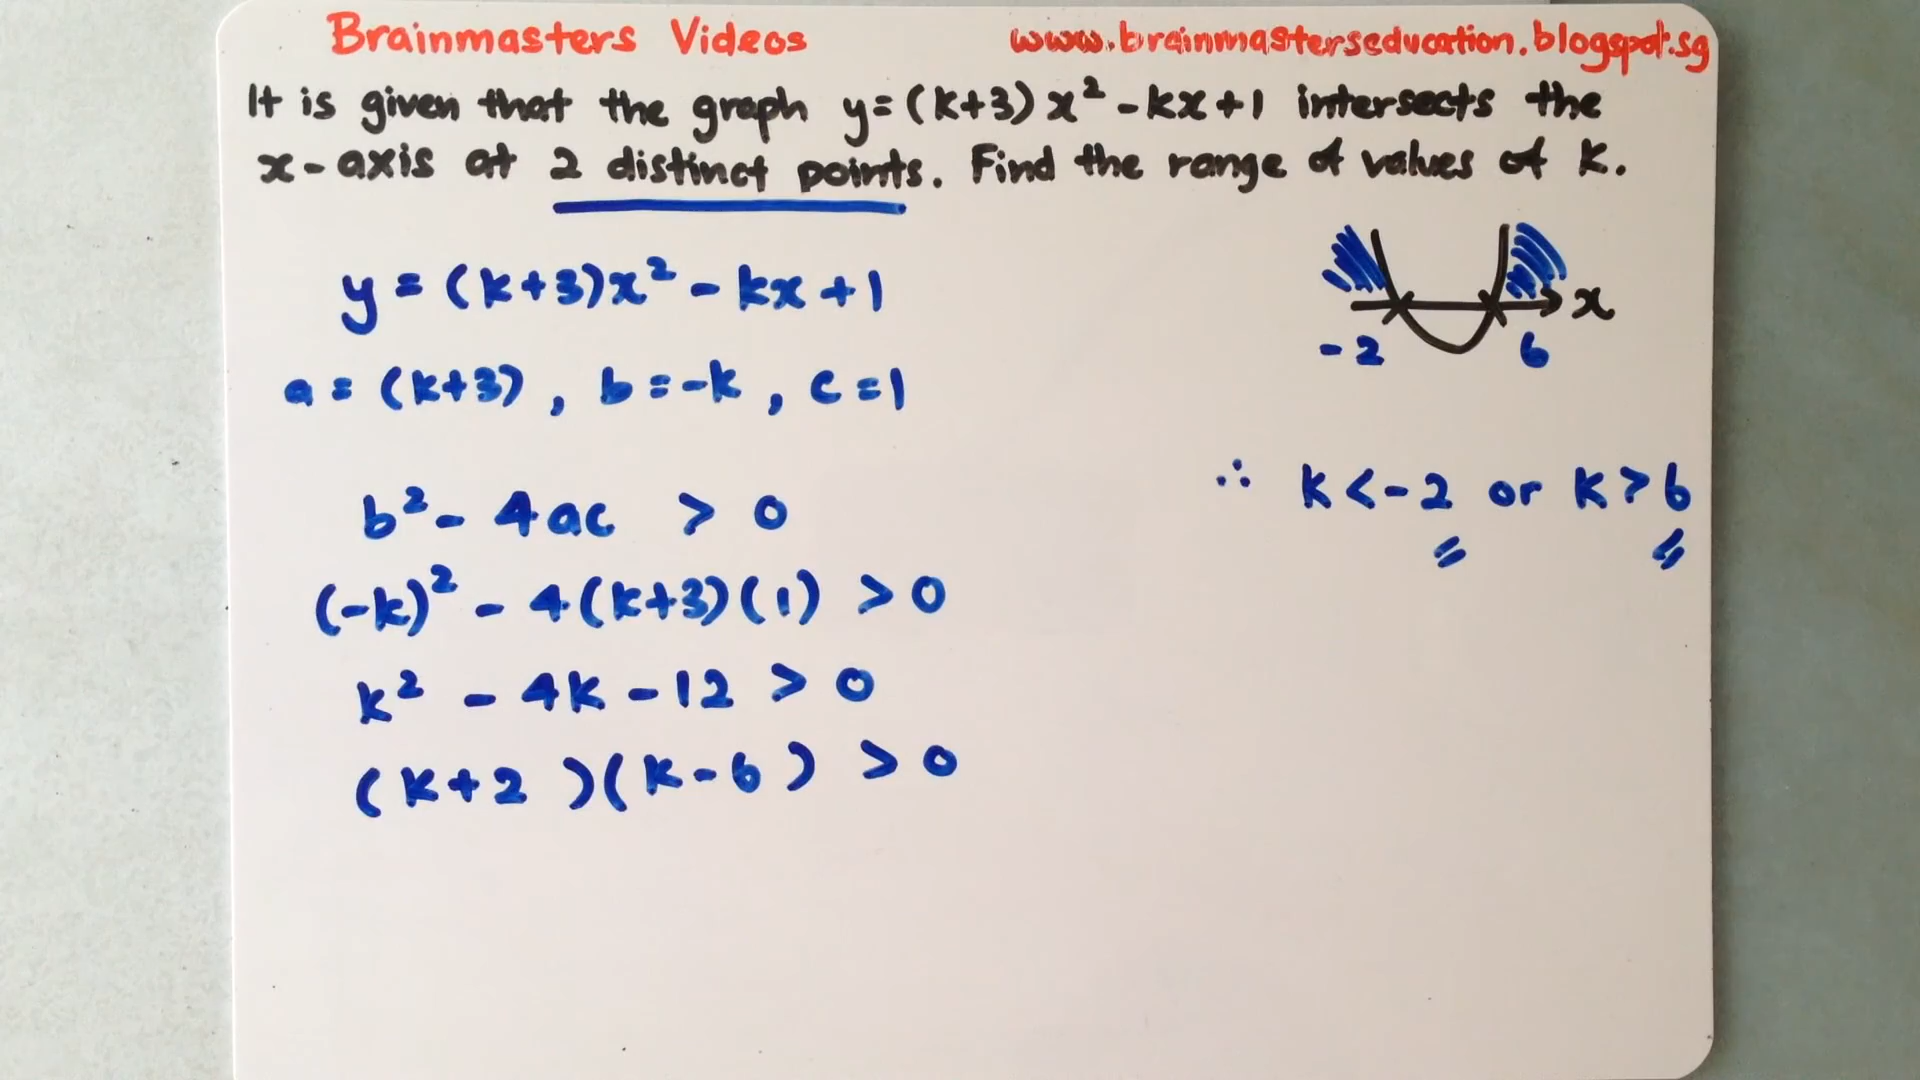 Brainmasters Videos www.brainmasterseducation.blogspot.sg
It is given that the graph y=(k+3)x²-kx+1 intersects the
x-axis at 2 distinct points. Find the range of values of k.
y = (k+3)x² - kx + 1
a = (k+3), b = -k, c = 1
b² - 4ac > 0
(-k)² - 4(k+3)(1) > 0
k² - 4k - 12 > 0
(k+2)(k-6) > 0
x
-2 6
∴ k < -2 or k > 6